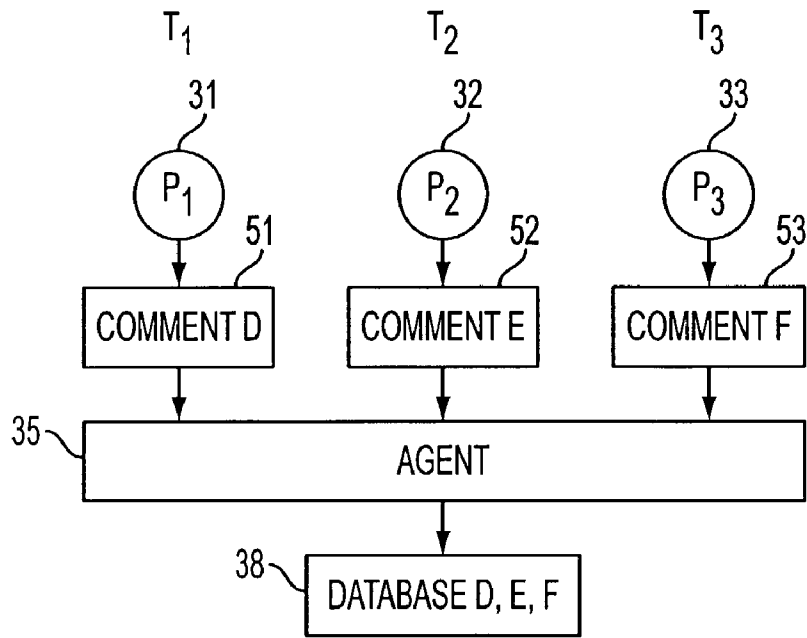 T1 T2 T3
31 32 33
P1 P2 P3
51 52 53
COMMENT D COMMENT E COMMENT F
35
AGENT
38
DATABASE D, E, F